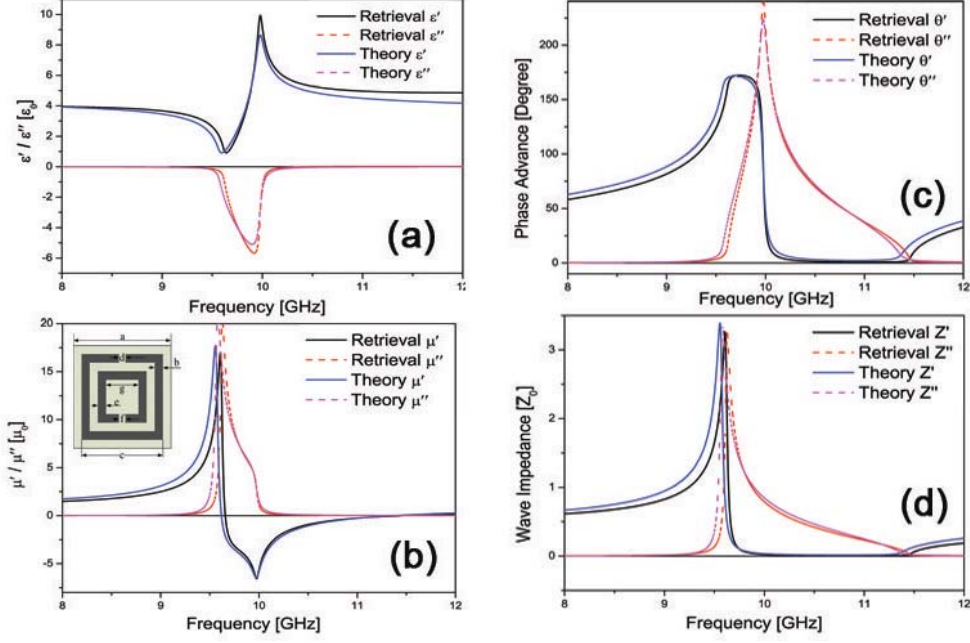 10
8
6
4
2
0
-2
-4
-6
ε′ / ε″ [ε₀]
Retrieval ε′
Retrieval ε″
Theory ε′
Theory ε″
(a)
8 9 10 11 12
Frequency [GHz]
200
150
100
50
0
Phase Advance [Degree]
Retrieval θ′
Retrieval θ″
Theory θ′
Theory θ″
(c)
8 9 10 11 12
Frequency [GHz]
20
15
10
5
0
-5
μ′ / μ″ [μ₀]
a
d
b
g
e
f
c
Retrieval μ′
Retrieval μ″
Theory μ′
Theory μ″
(b)
8 9 10 11 12
Frequency [GHz]
3
2
1
0
Wave Impedance [Z₀]
Retrieval Z'
Retrieval Z''
Theory Z'
Theory Z''
(d)
8 9 10 11 12
Frequency [GHz]